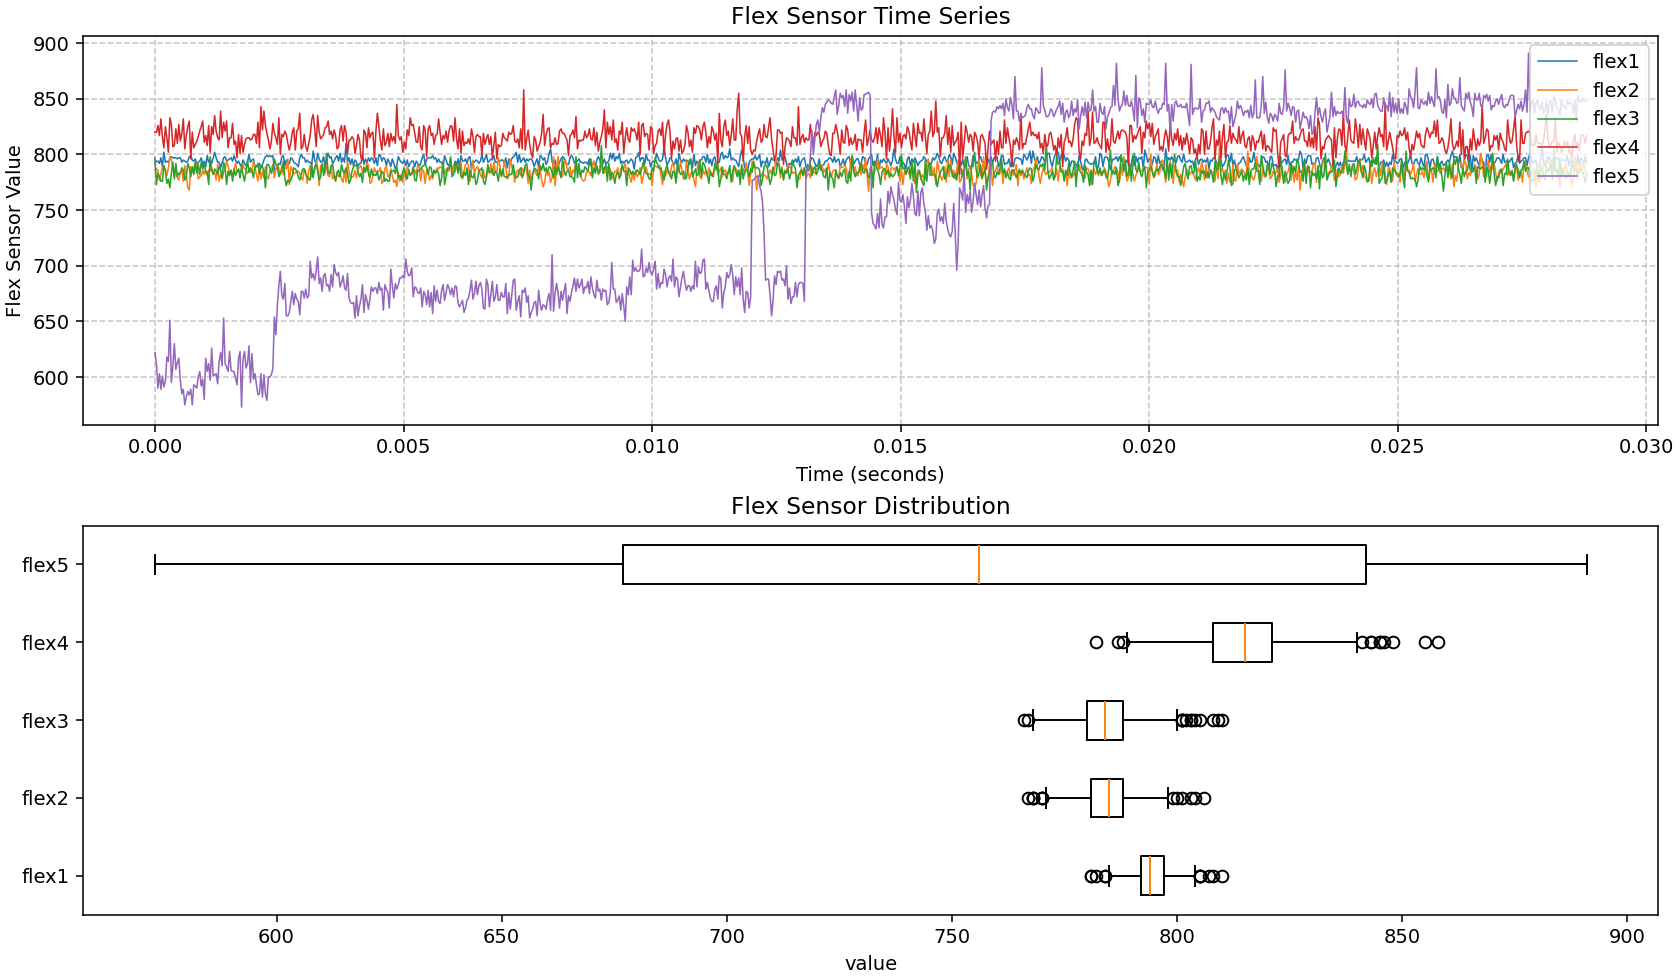 Flex Sensor Time Series
Flex Sensor Value
900
850
800
750
700
650
600
flex1
flex2
flex3
flex4
flex5
0.000 0.005 0.010 0.015 0.020 0.025 0.030
Time (seconds)
Flex Sensor Distribution
flex5
flex4
flex3
flex2
flex1
600 650 700 750 800 850 900
value